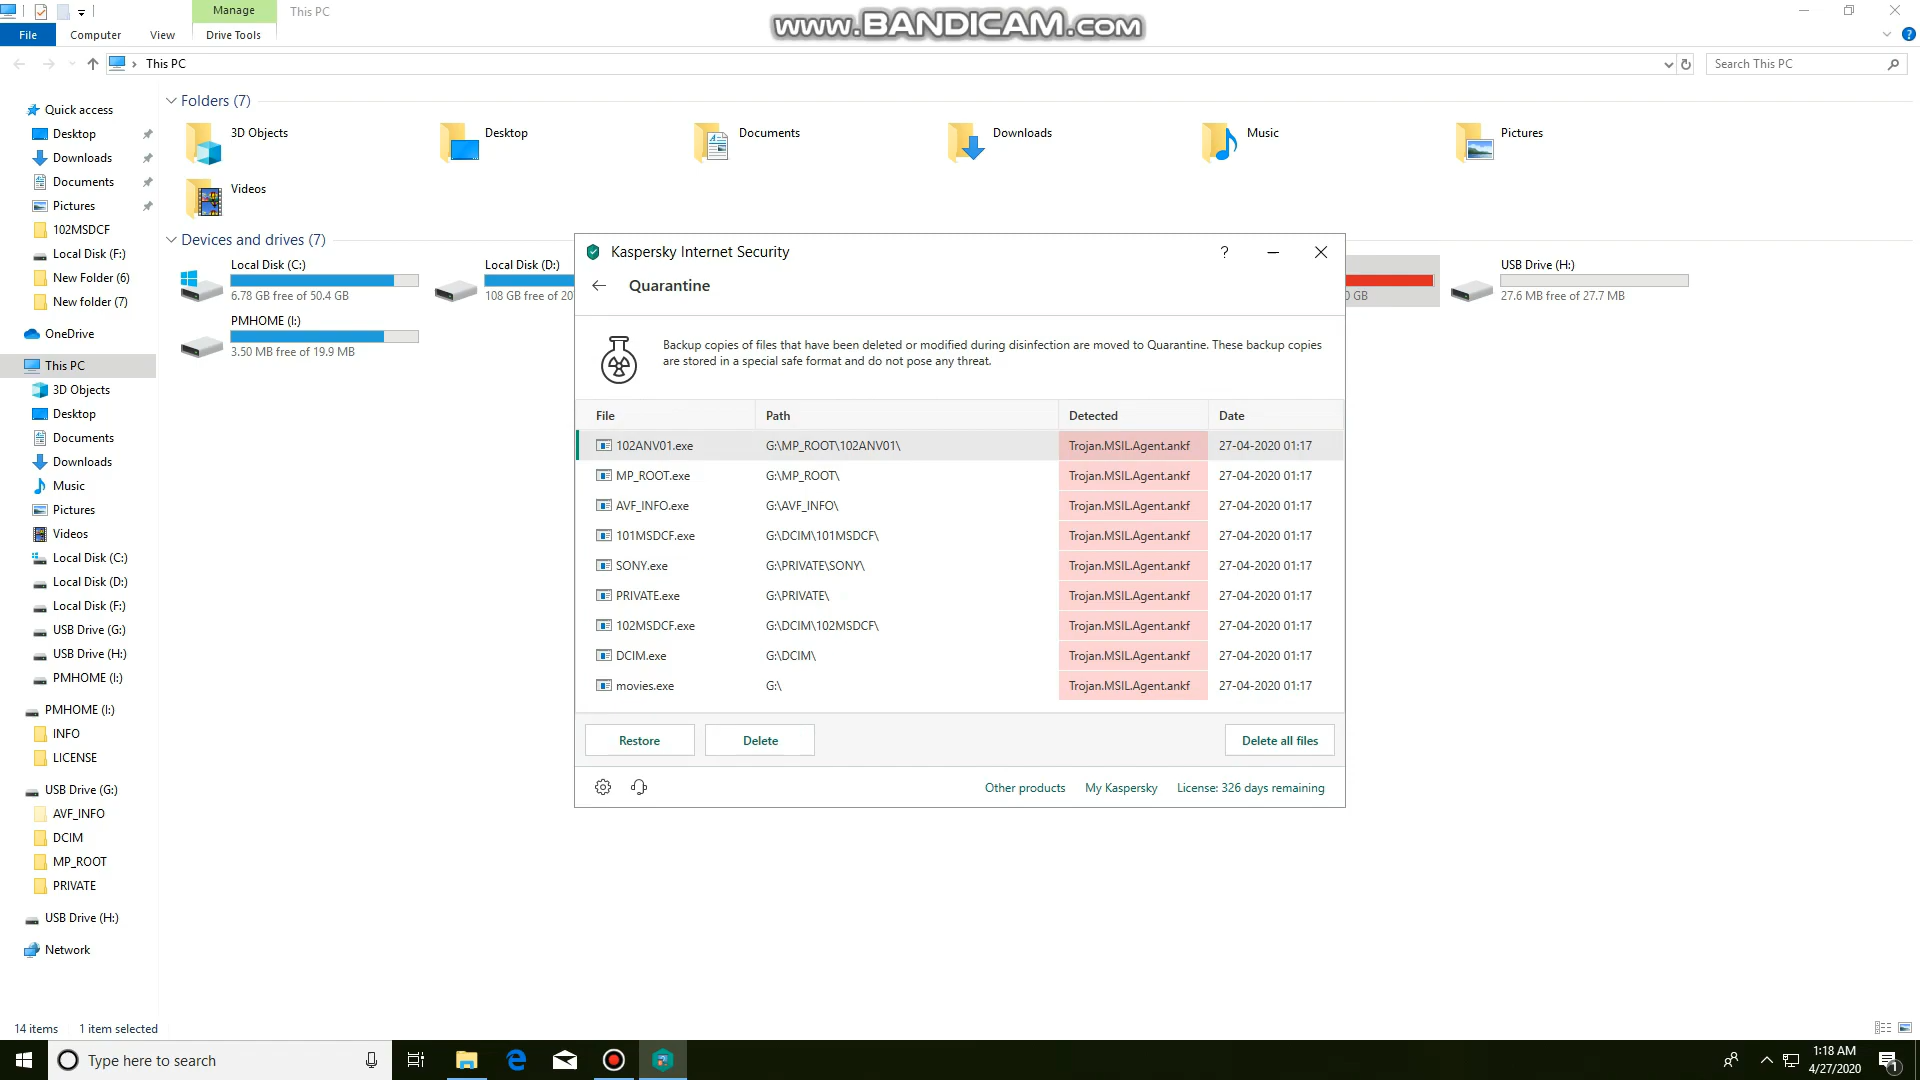 Manage
This PC
www.BANDICAM.com
File
Computer
View
Drive Tools
This PC
Search This PC
Quick access
Desktop
Downloads
Documents
Pictures
102MSDCF
Local Disk (F:)
New Folder (6)
New folder (7)
OneDrive
This PC
3D Objects
Desktop
Documents
Downloads
Music
Pictures
Videos
Local Disk (C:)
Local Disk (D:)
Local Disk (F:)
USB Drive (G:)
USB Drive (H:)
PMHOME (I:)
PMHOME (I:)
INFO
LICENSE
USB Drive (G:)
AVF_INFO
DCIM
MP_ROOT
PRIVATE
USB Drive (H:)
Network
Folders (7)
3D Objects
Desktop
Documents
Downloads
Music
Pictures
Videos
Devices and drives (7)
Local Disk (C:)
6.78 GB free of 50.4 GB
Local Disk (D:)
108 GB free of 20
0 GB
USB Drive (H:)
27.6 MB free of 27.7 MB
PMHOME (I:)
3.50 MB free of 19.9 MB
Kaspersky Internet Security
?
Quarantine
Backup copies of files that have been deleted or modified during disinfection are moved to Quarantine. These backup copies
are stored in a special safe format and do not pose any threat.
File Path Detected Date
102ANV01.exe G:\MP_ROOT\102ANV01\ Trojan.MSIL.Agent.ankf 27-04-2020 01:17
MP_ROOT.exe G:\MP_ROOT\ Trojan.MSIL.Agent.ankf 27-04-2020 01:17
AVF_INFO.exe G:\AVF_INFO\ Trojan.MSIL.Agent.ankf 27-04-2020 01:17
101MSDCF.exe G:\DCIM\101MSDCF\ Trojan.MSIL.Agent.ankf 27-04-2020 01:17
SONY.exe G:\PRIVATE\SONY\ Trojan.MSIL.Agent.ankf 27-04-2020 01:17
PRIVATE.exe G:\PRIVATE\ Trojan.MSIL.Agent.ankf 27-04-2020 01:17
102MSDCF.exe G:\DCIM\102MSDCF\ Trojan.MSIL.Agent.ankf 27-04-2020 01:17
DCIM.exe G:\DCIM\ Trojan.MSIL.Agent.ankf 27-04-2020 01:17
movies.exe G:\ Trojan.MSIL.Agent.ankf 27-04-2020 01:17
Restore
Delete
Delete all files
Other products
My Kaspersky
License: 326 days remaining
14 items
1 item selected
Type here to search
1:18 AM
4/27/2020
1